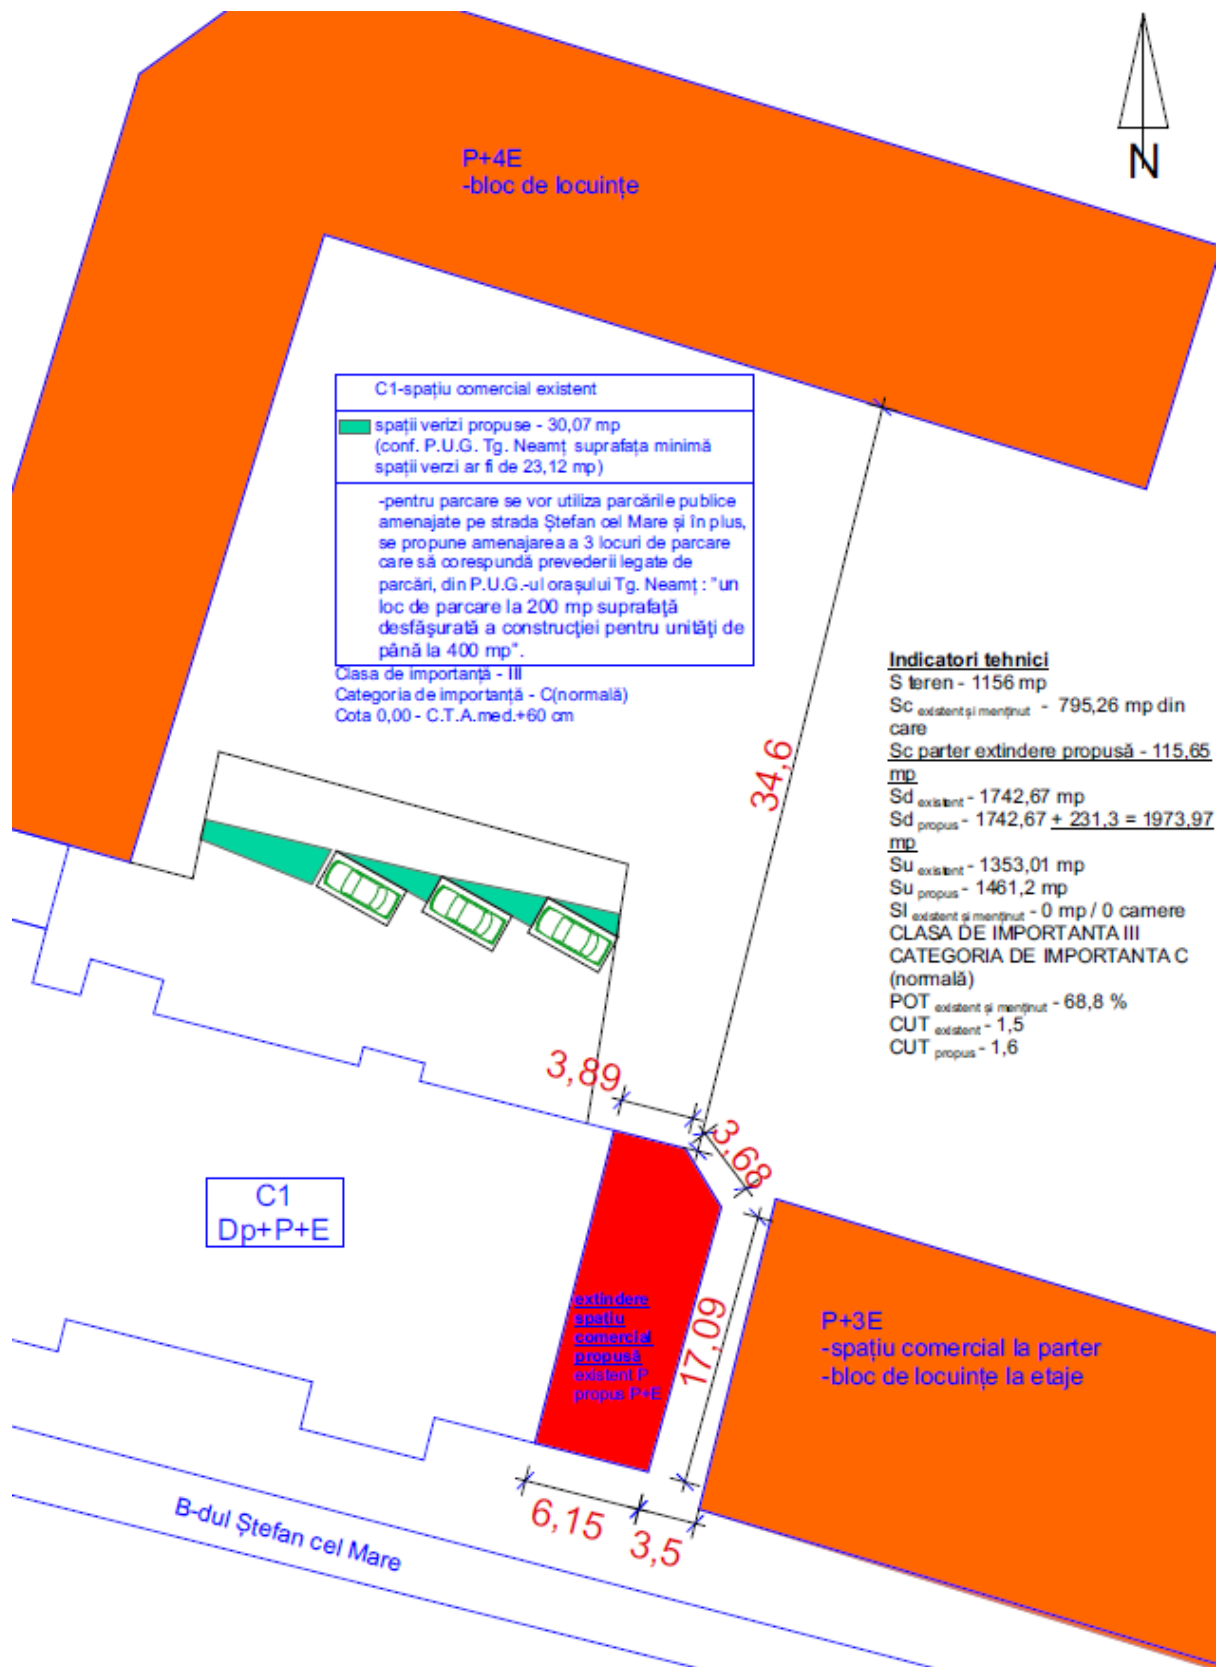 N
P+4E
-bloc de locuințe
C1-spațiu comercial existent
spații verizi propuse - 30,07 mp
(conf. P.U.G. Tg. Neamț suprafața minimă
spații verzi ar fi de 23,12 mp)
-pentru parcare se vor utiliza parcările publice
amenajate pe strada Ștefan cel Mare și în plus,
se propune amenajarea a 3 locuri de parcare
care să corespundă prevederii legate de
parcări, din P.U.G.-ul orașului Tg. Neamț : "un
loc de parcare la 200 mp suprafață
desfășurată a construcției pentru unități de
până la 400 mp".
Clasa de importanță - III
Categoria de importanță - C(normală)
Cota 0,00 - C.T.A.med.+60 cm
Indicatori tehnici
S teren - 1156 mp
Sc existent și menținut - 795,26 mp din
care
Sc parter extindere propusă - 115,65
mp
Sd existent - 1742,67 mp
Sd propus - 1742,67 + 231,3 = 1973,97
mp
Su existent - 1353,01 mp
Su propus - 1461,2 mp
Sl existent și menținut - 0 mp / 0 camere
CLASA DE IMPORTANTA III
CATEGORIA DE IMPORTANTA C
(normală)
POT existent și menținut - 68,8 %
CUT existent - 1,5
CUT propus - 1,6
34,6
3,89
3,68
C1
Dp+P+E
extindere
spațiu
comercial
propusă
existent P
propus P+E
17,09
P+3E
-spațiu comercial la parter
-bloc de locuințe la etaje
6,15
3,5
B-dul Ștefan cel Mare